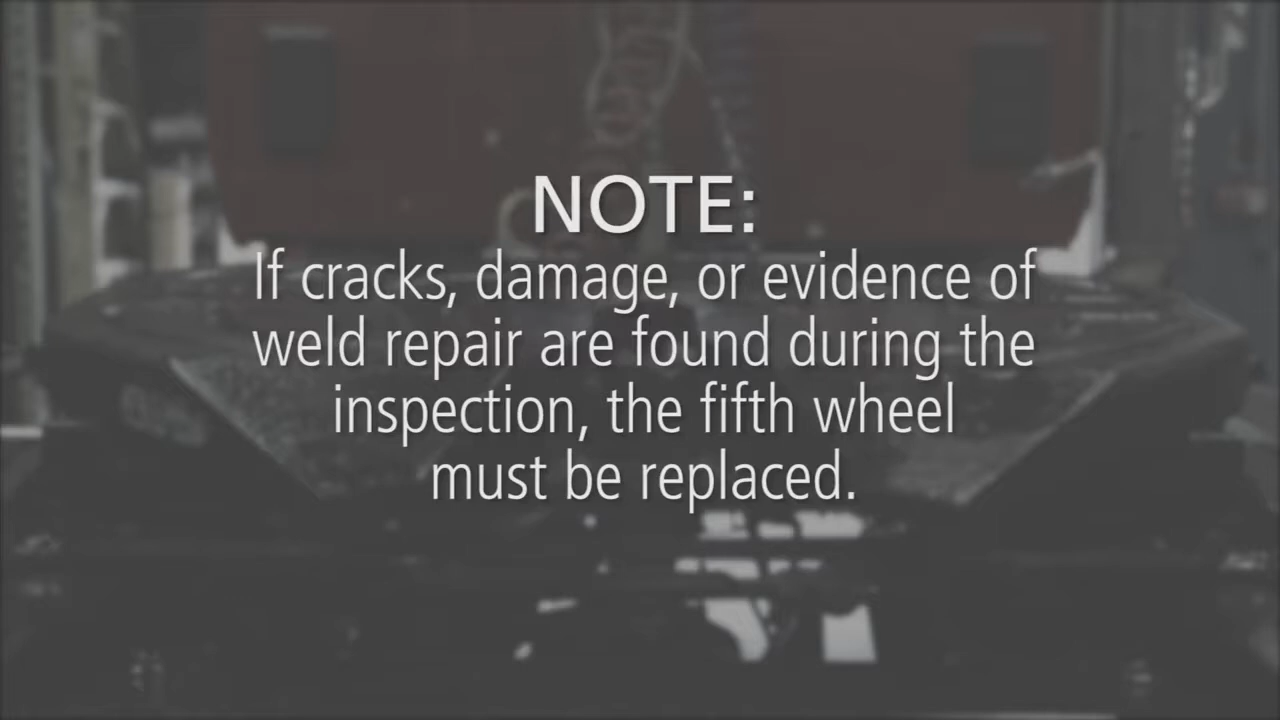 NOTE:
If cracks, damage, or evidence of
weld repair are found during the
inspection, the fifth wheel
must be replaced.